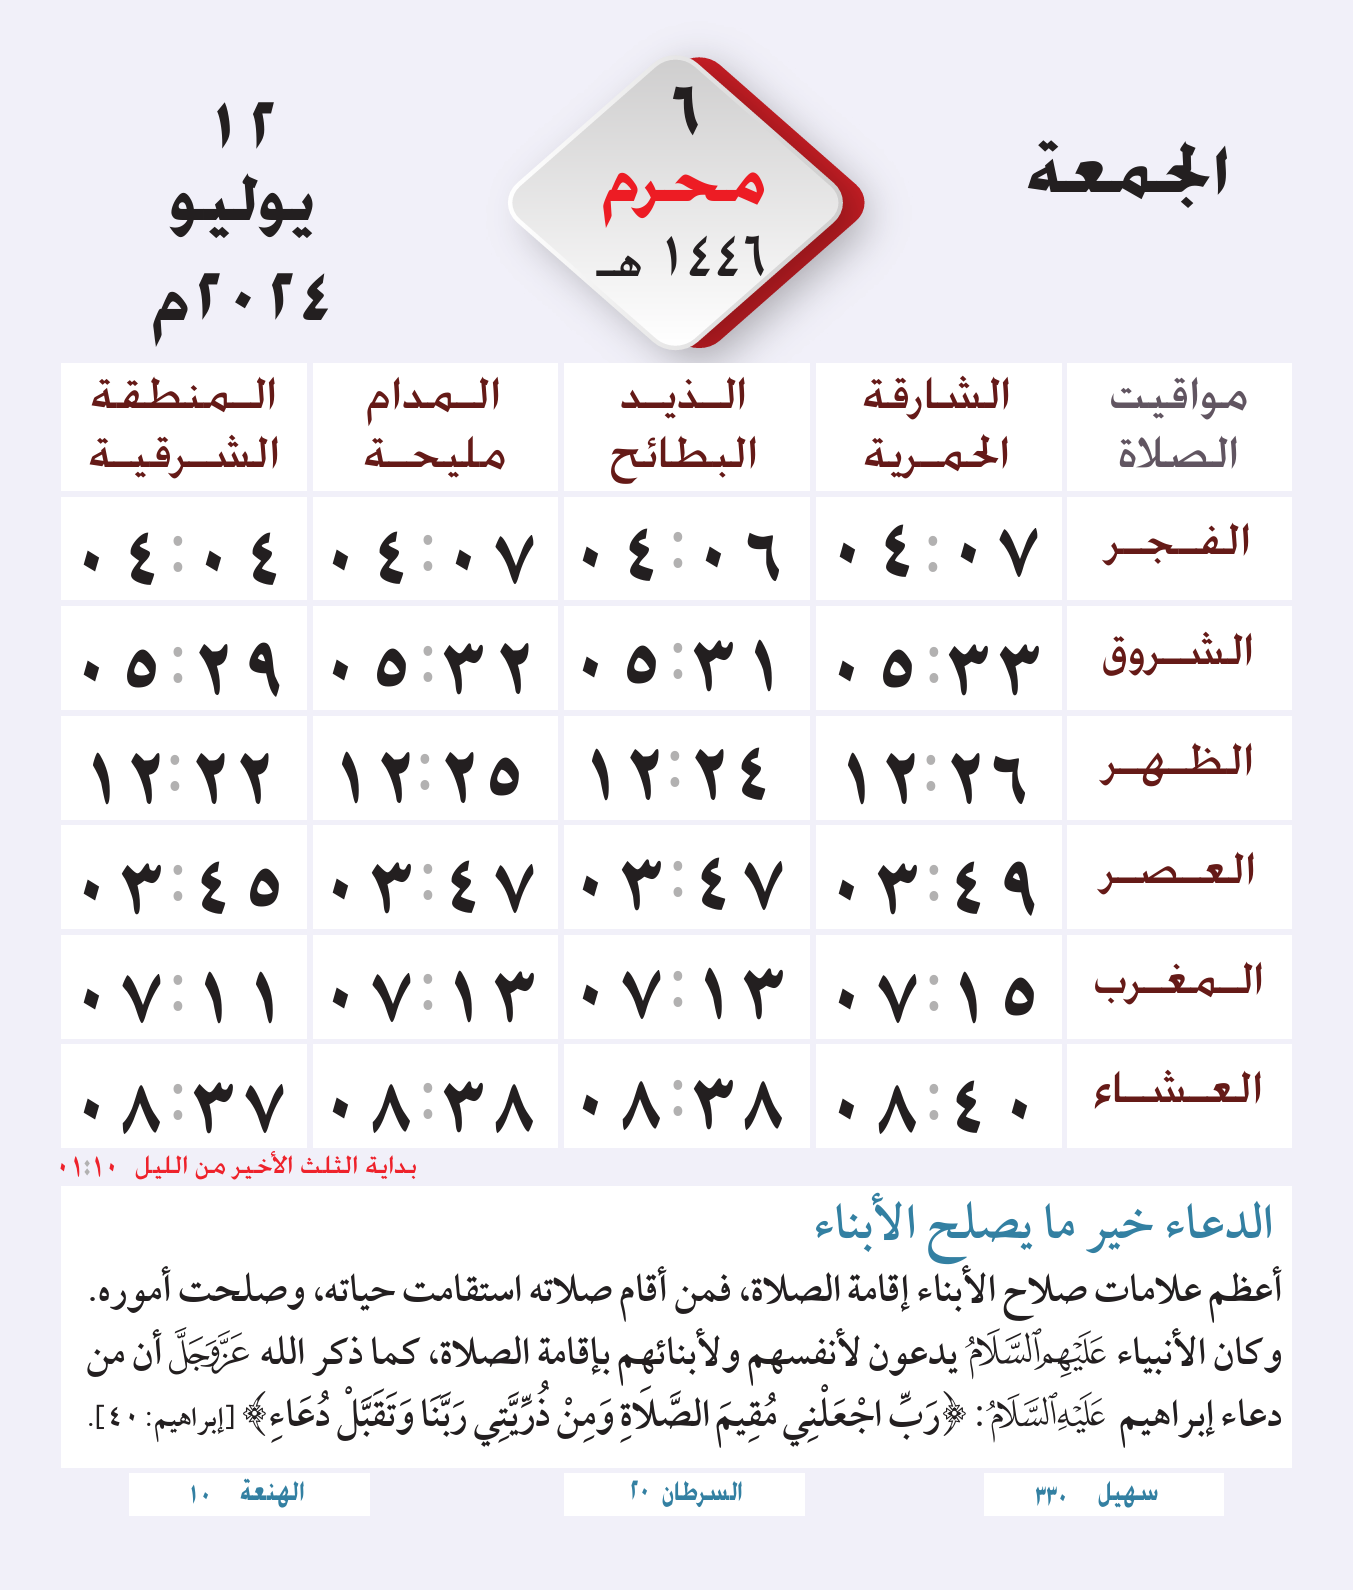 الجمعة
٦
محرم
١٤٤٦ هـ
١٢
يوليو
٢٠٢٤م
مواقيت الصلاة
الشارقة الحمرية
الذيد البطائح
المدام مليحة
المنطقة الشرقية
الفجر ٠٤:٠٧ ٠٤:٠٦ ٠٤:٠٧ ٠٤:٠٤
الشروق ٠٥:٣٣ ٠٥:٣١ ٠٥:٣٢ ٠٥:٢٩
الظهر ١٢:٢٦ ١٢:٢٤ ١٢:٢٥ ١٢:٢٢
العصر ٠٣:٤٩ ٠٣:٤٧ ٠٣:٤٧ ٠٣:٤٥
المغرب ٠٧:١٥ ٠٧:١٣ ٠٧:١٣ ٠٧:١١
العشاء ٠٨:٤٠ ٠٨:٣٨ ٠٨:٣٨ ٠٨:٣٧
بداية الثلث الأخير من الليل ٠١:١٠
الدعاء خير ما يصلح الأبناء
أعظم علامات صلاح الأبناء إقامة الصلاة، فمن أقام صلاته استقامت حياته، وصلحت أموره.
وكان الأنبياء عَلَيْهِمُ ٱلسَّلَامُ يدعون لأنفسهم ولأبنائهم بإقامة الصلاة، كما ذكر الله عَزَّوَجَلَّ أن من
دعاء إبراهيم عَلَيْهِ ٱلسَّلَامُ: ﴿رَبِّ اجْعَلْنِي مُقِيمَ الصَّلَاةِ وَمِنْ ذُرِّيَّتِي رَبَّنَا وَتَقَبَّلْ دُعَاءِ﴾ [إبراهيم: ٤٠].
سهيل ٣٣٠
السرطان ٢٠
الهنعة ١٠